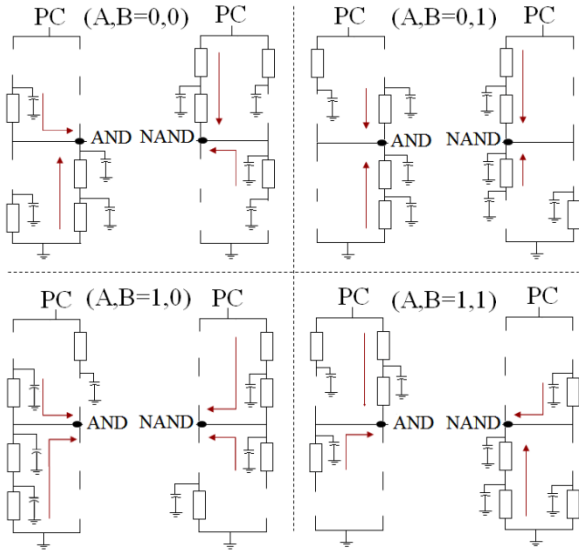 PC (A,B=0,0) PC
AND NAND
PC (A,B=0,1) PC
AND NAND
PC (A,B=1,0) PC
AND NAND
PC (A,B=1,1) PC
AND NAND